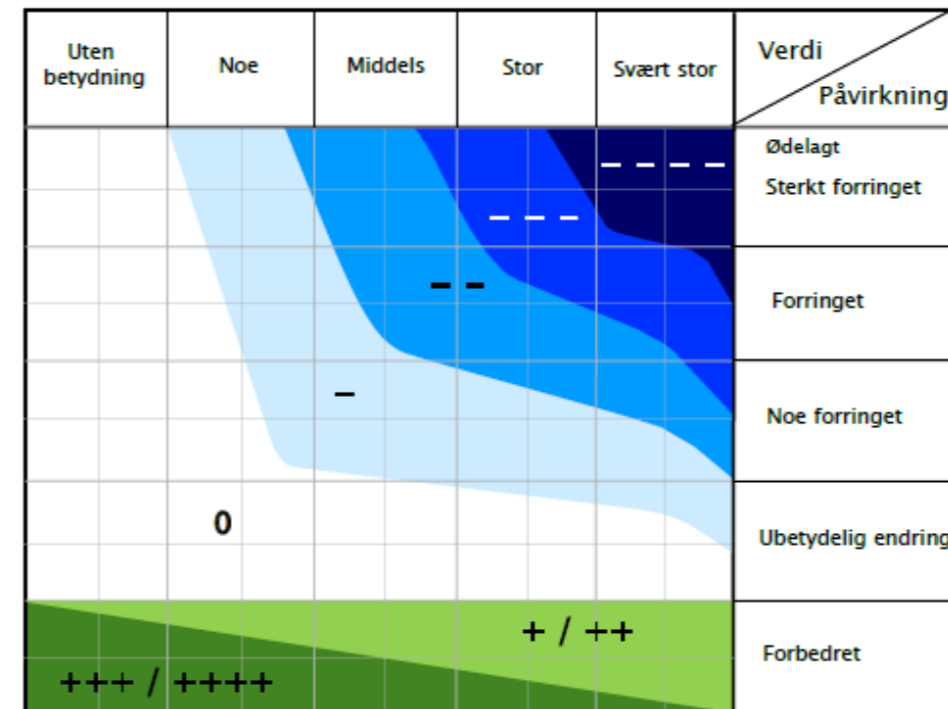 Uten
betydning
Noe
Middels
Stor
Svært stor
Verdi
Påvirkning
Ødelagt
Sterkt forringet
Forringet
Noe forringet
Ubetydelig endring
Forbedret
– – – –
– – –
– –
–
0
+ / ++
+++ / ++++